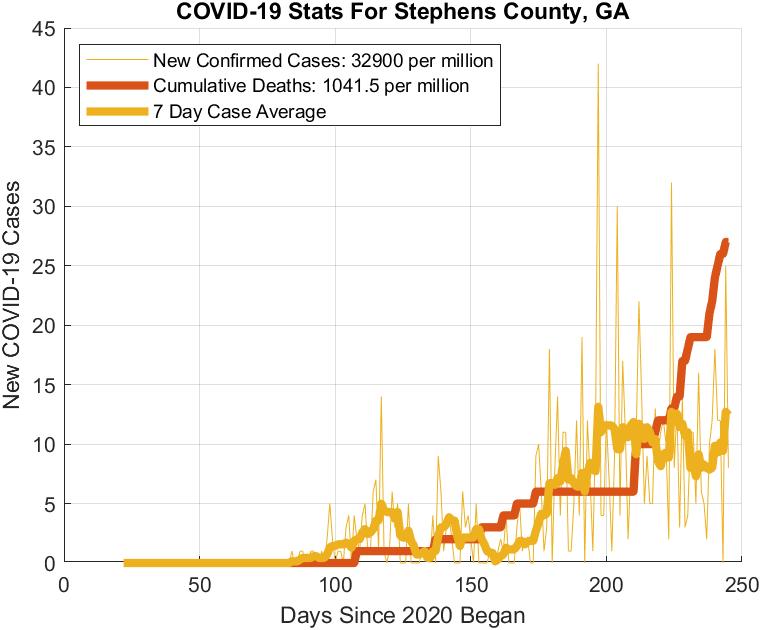 COVID-19 Stats For Stephens County, GA
New Confirmed Cases: 32900 per million
Cumulative Deaths: 1041.5 per million
7 Day Case Average
New COVID-19 Cases
45
40
35
30
25
20
15
10
5
0
0 50 100 150 200 250
Days Since 2020 Began